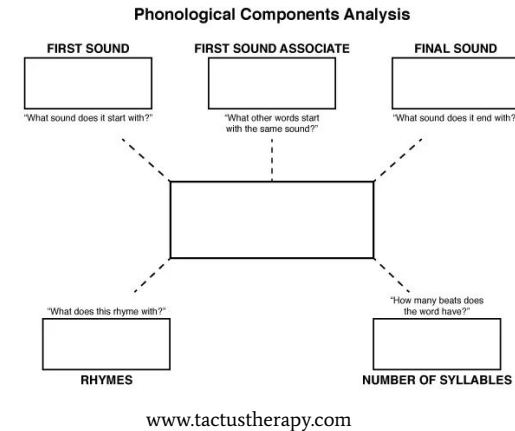 Phonological Components Analysis
FIRST SOUND
FIRST SOUND ASSOCIATE
FINAL SOUND
"What sound does it start with?"
"What other words start
with the same sound?"
"What sound does it end with?
"What does this rhyme with?"
"How many beats does
the word have?"
RHYMES
NUMBER OF SYLLABLES
www.tactustherapy.com